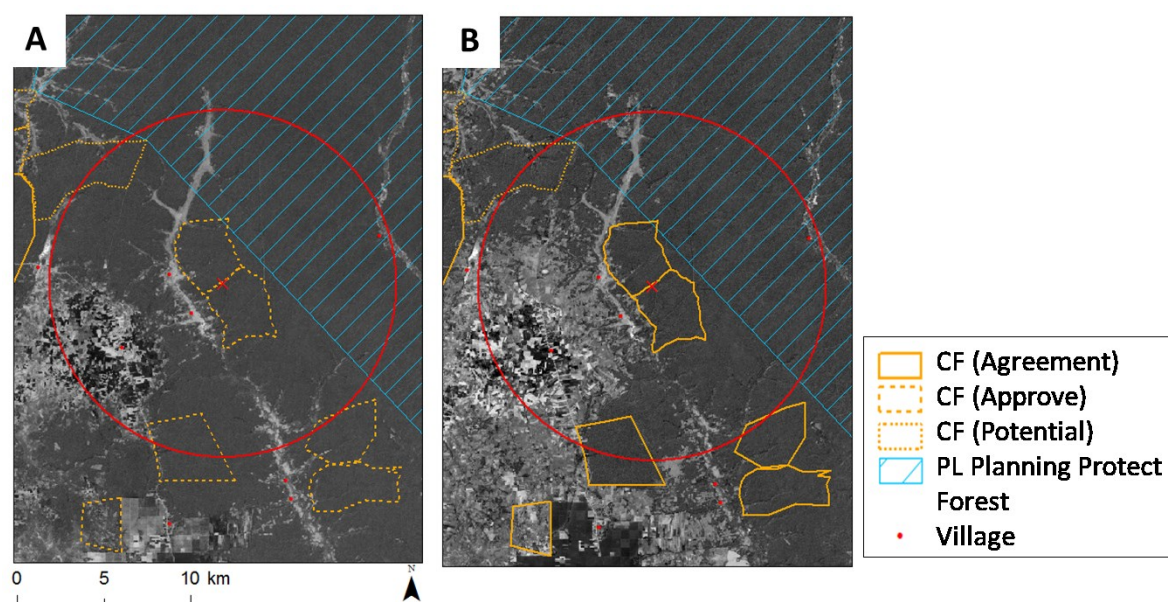 A
B
CF (Agreement)
CF (Approve)
CF (Potential)
PL Planning Protect
Forest
Village
0 5 10 km
N